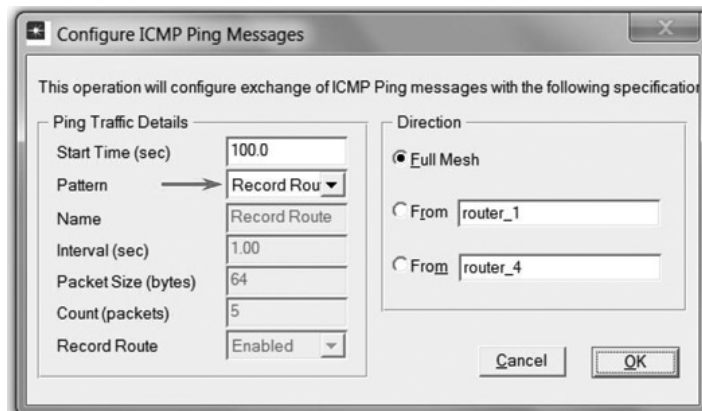 Configure ICMP Ping Messages
This operation will configure exchange of ICMP Ping messages with the following specification
Ping Traffic Details
Start Time (sec) 100.0
Pattern Record Rou
Name Record Route
Interval (sec) 1.00
Packet Size (bytes) 64
Count (packets) 5
Record Route Enabled
Direction
Full Mesh
From router_1
From router_4
Cancel OK